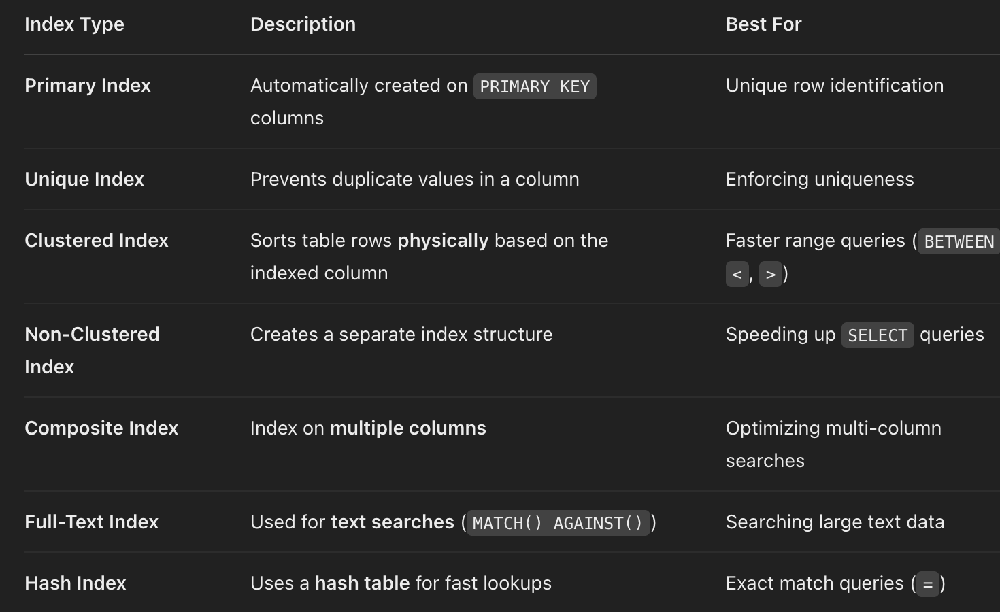 Index Type Description Best For
Primary Index Automatically created on PRIMARY KEY Unique row identification
columns
Unique Index Prevents duplicate values in a column Enforcing uniqueness
Clustered Index Sorts table rows physically based on the Faster range queries (BETWEEN
indexed column <, >)
Non-Clustered Creates a separate index structure Speeding up SELECT queries
Index
Composite Index Index on multiple columns Optimizing multi-column
searches
Full-Text Index Used for text searches (MATCH() AGAINST()) Searching large text data
Hash Index Uses a hash table for fast lookups Exact match queries (=)